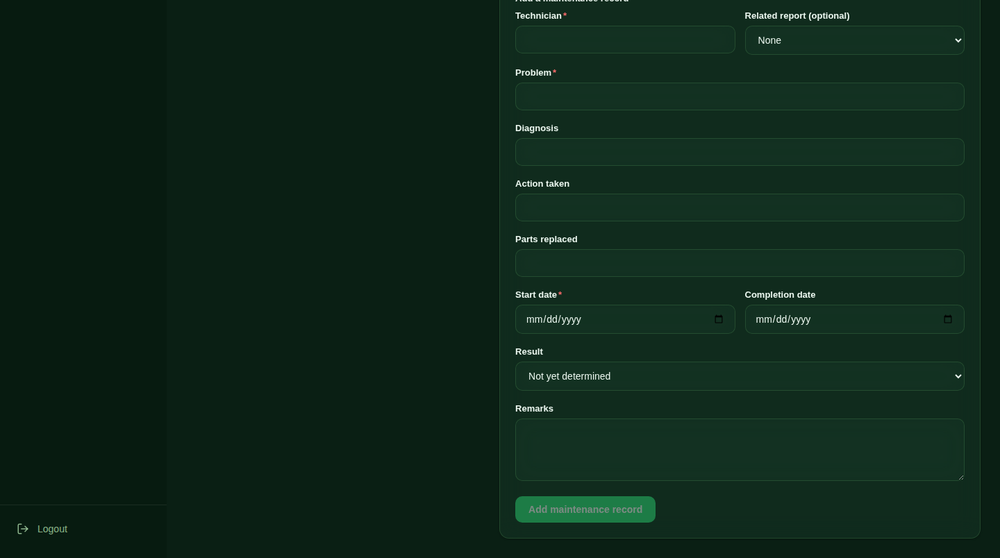 Add a maintenance record
Technician *
Related report (optional)
None
Problem *
Diagnosis
Action taken
Parts replaced
Start date *
Completion date
mm/dd/yyyy
mm/dd/yyyy
Result
Not yet determined
Remarks
Add maintenance record
Logout